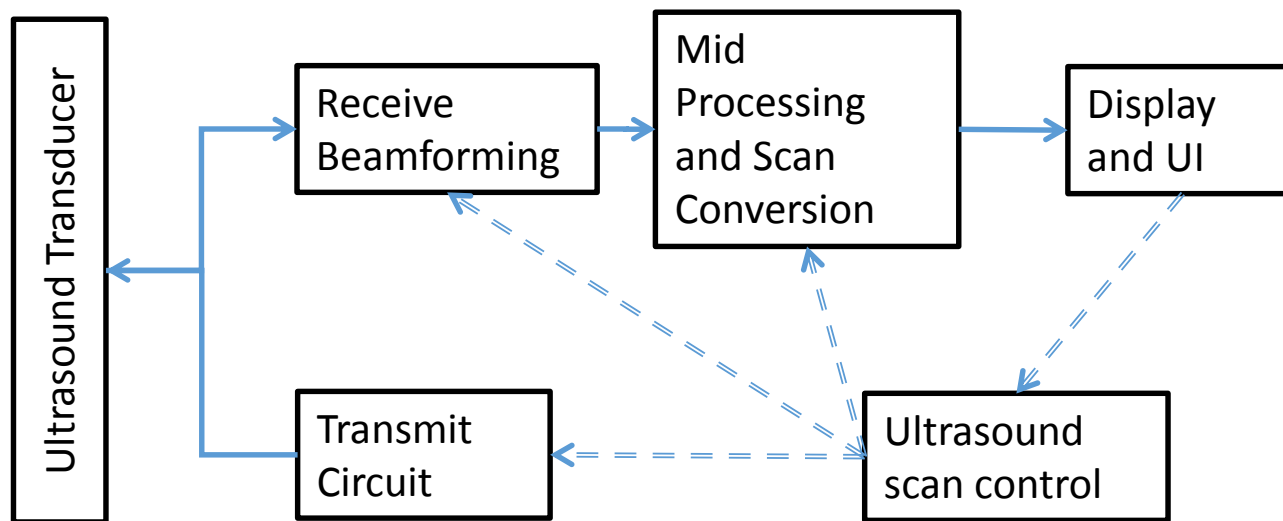 Ultrasound Transducer
Receive
Beamforming
Mid
Processing
and Scan
Conversion
Display
and UI
Transmit
Circuit
Ultrasound
scan control